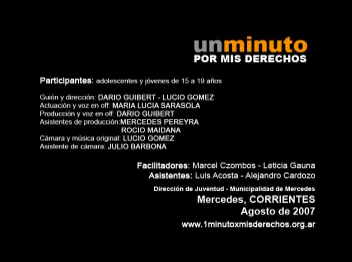 unminuto
POR MIS DERECHOS
Participantes: adolescentes y jóvenes de 15 a 19 años
Guión y dirección: DARIO GUIBERT - LUCIO GOMEZ
Actuación y voz en off: MARIA LUCIA SARASOLA
Producción y voz en off: DARIO GUIBERT
Asistentes de producción:MERCEDES PEREYRA
ROCIO MAIDANA
Cámara y música original: LUCIO GOMEZ
Asistente de cámara: JULIO BARBONA
Facilitadores: Marcel Czombos - Leticia Gauna
Asistentes: Luis Acosta - Alejandro Cardozo
Dirección de Juventud - Municipalidad de Mercedes
Mercedes, CORRIENTES
Agosto de 2007
www.1minutoxmisderechos.org.ar